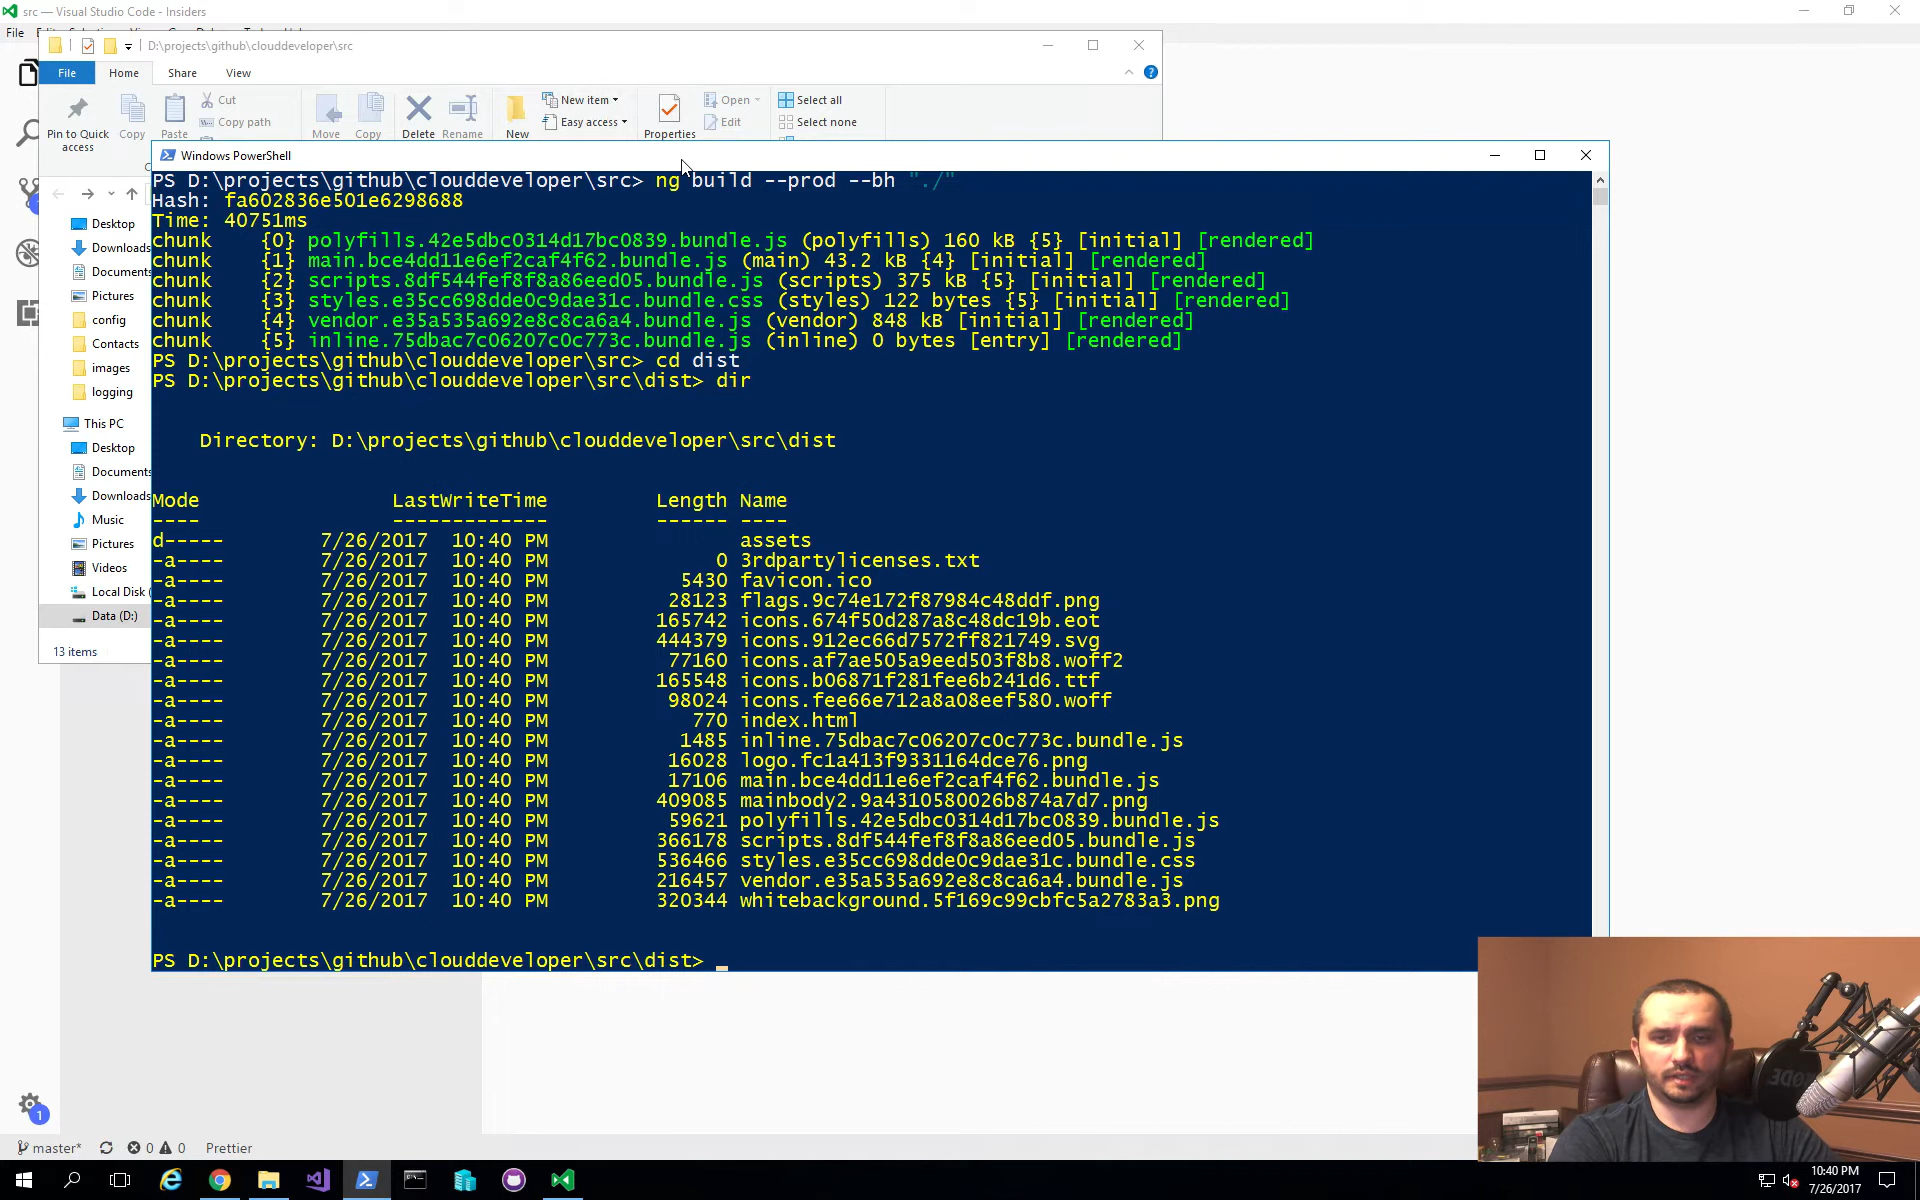 src — Visual Studio Code - Insiders
File
D:\projects\github\clouddeveloper\src
File Home Share View
Pin to Quick access
Copy
Paste
Cut
Copy path
Move
Copy
Delete
Rename
New
New item
Easy access
Properties
Open
Edit
Select all
Select none
Windows PowerShell
PS D:\projects\github\clouddeveloper\src> ng build --prod --bh "./"
Hash: fa602836e501e6298688
Time: 40751ms
chunk {0} polyfills.42e5dbc0314d17bc0839.bundle.js (polyfills) 160 kB {5} [initial] [rendered]
chunk {1} main.bce4dd11e6ef2caf4f62.bundle.js (main) 43.2 kB {4} [initial] [rendered]
chunk {2} scripts.8df544fef8f8a86eed05.bundle.js (scripts) 375 kB {5} [initial] [rendered]
chunk {3} styles.e35cc698dde0c9dae31c.bundle.css (styles) 122 bytes {5} [initial] [rendered]
chunk {4} vendor.e35a535a692e8c8ca6a4.bundle.js (vendor) 848 kB [initial] [rendered]
chunk {5} inline.75dbac7c06207c0c773c.bundle.js (inline) 0 bytes [entry] [rendered]
PS D:\projects\github\clouddeveloper\src> cd dist
PS D:\projects\github\clouddeveloper\src\dist> dir
Directory: D:\projects\github\clouddeveloper\src\dist
Mode LastWriteTime Length Name
---- ------------- ------ ----
d----- 7/26/2017 10:40 PM assets
-a---- 7/26/2017 10:40 PM 0 3rdpartylicenses.txt
-a---- 7/26/2017 10:40 PM 5430 favicon.ico
-a---- 7/26/2017 10:40 PM 28123 flags.9c74e172f87984c48ddf.png
-a---- 7/26/2017 10:40 PM 165742 icons.674f50d287a8c48dc19b.eot
-a---- 7/26/2017 10:40 PM 444379 icons.912ec66d7572ff821749.svg
-a---- 7/26/2017 10:40 PM 77160 icons.af7ae505a9eed503f8b8.woff2
-a---- 7/26/2017 10:40 PM 165548 icons.b06871f281fee6b241d6.ttf
-a---- 7/26/2017 10:40 PM 98024 icons.fee66e712a8a08eef580.woff
-a---- 7/26/2017 10:40 PM 770 index.html
-a---- 7/26/2017 10:40 PM 1485 inline.75dbac7c06207c0c773c.bundle.js
-a---- 7/26/2017 10:40 PM 16028 logo.fc1a413f9331164dce76.png
-a---- 7/26/2017 10:40 PM 17106 main.bce4dd11e6ef2caf4f62.bundle.js
-a---- 7/26/2017 10:40 PM 409085 mainbody2.9a4310580026b874a7d7.png
-a---- 7/26/2017 10:40 PM 59621 polyfills.42e5dbc0314d17bc0839.bundle.js
-a---- 7/26/2017 10:40 PM 366178 scripts.8df544fef8f8a86eed05.bundle.js
-a---- 7/26/2017 10:40 PM 536466 styles.e35cc698dde0c9dae31c.bundle.css
-a---- 7/26/2017 10:40 PM 216457 vendor.e35a535a692e8c8ca6a4.bundle.js
-a---- 7/26/2017 10:40 PM 320344 whitebackground.5f169c99cbfc5a2783a3.png
PS D:\projects\github\clouddeveloper\src\dist>
Desktop
Downloads
Documents
Pictures
config
Contacts
images
logging
This PC
Desktop
Documents
Downloads
Music
Pictures
Videos
Local Disk (
Data (D:)
13 items
1
master* 0 0 Prettier
10:40 PM
7/26/2017